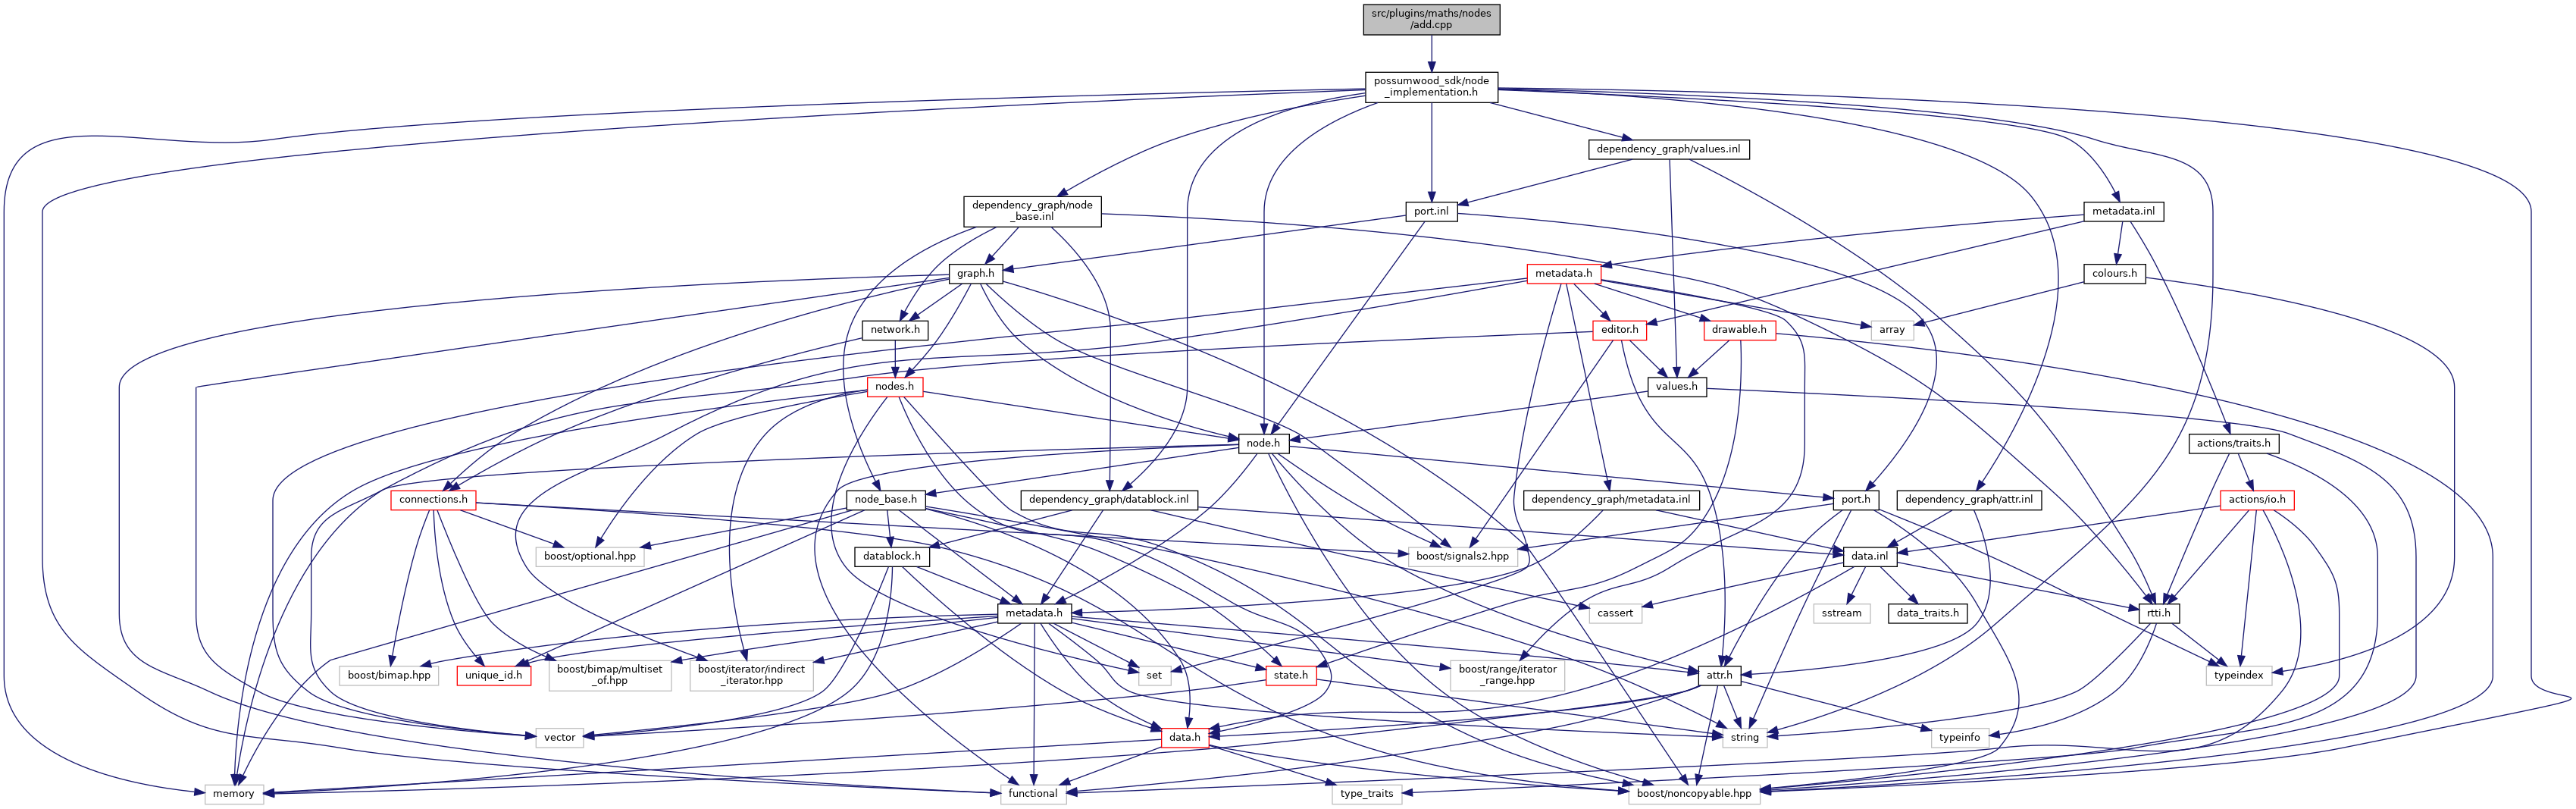 src/plugins/maths/nodes
/add.cpp
possumwood_sdk/node
_implementation.h
dependency_graph/values.inl
dependency_graph/node
_base.inl
port.inl
metadata.inl
graph.h
metadata.h
colours.h
network.h
editor.h
drawable.h
array
nodes.h
values.h
node.h
actions/traits.h
connections.h
node_base.h
dependency_graph/datablock.inl
dependency_graph/metadata.inl
port.h
dependency_graph/attr.inl
actions/io.h
boost/optional.hpp
datablock.h
boost/signals2.hpp
data.inl
metadata.h
cassert
sstream
data_traits.h
rtti.h
boost/bimap.hpp
unique_id.h
boost/bimap/multiset
_of.hpp
boost/iterator/indirect
_iterator.hpp
set
state.h
boost/range/iterator
_range.hpp
attr.h
typeindex
vector
data.h
string
typeinfo
memory
functional
type_traits
boost/noncopyable.hpp